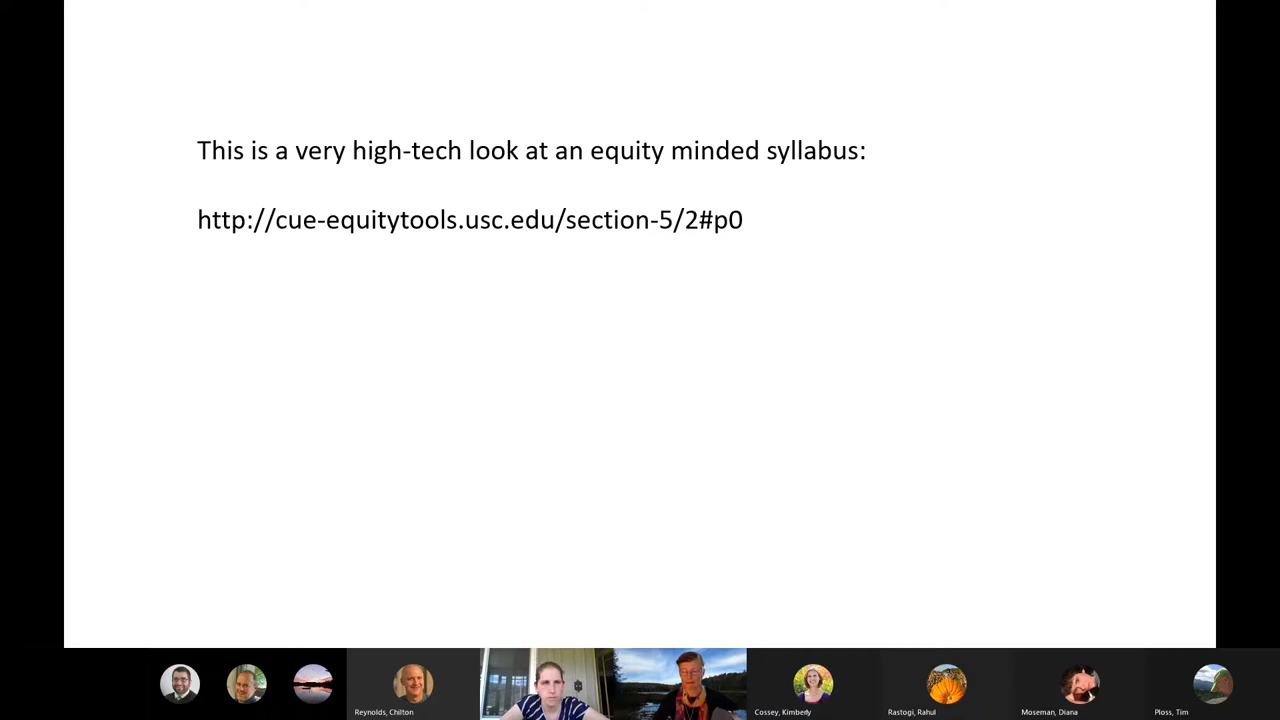 This is a very high-tech look at an equity minded syllabus:
http://cue-equitytools.usc.edu/section-5/2#p0
Reynolds, Chilton
Cossey, Kimberly
Rastogi, Rahul
Moseman, Diana
Ploss, Tim